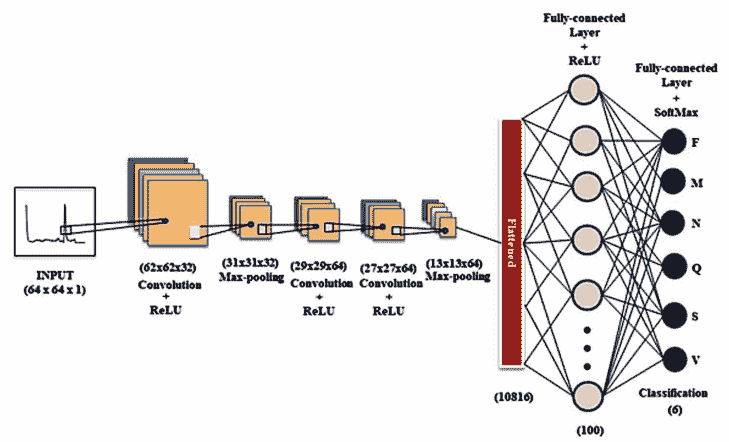 INPUT
(64 x 64 x 1)
(62x62x32)
Convolution
+
ReLU
(31x31x32)
Max-pooling
(29x29x64)
Convolution
+
ReLU
(27x27x64)
Convolution
+
ReLU
(13x13x64)
Max-pooling
Flattened
(10816)
Fully-connected
Layer
+
ReLU
(100)
Fully-connected
Layer
+
SoftMax
F
M
N
Q
S
V
Classification
(6)